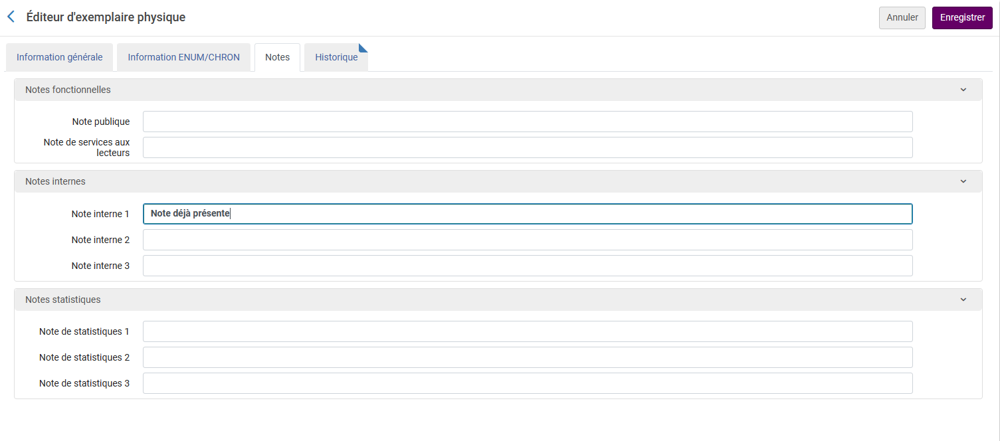 Éditeur d'exemplaire physique
Annuler
Enregistrer
Information générale
Information ENUM/CHRON
Notes
Historique
Notes fonctionnelles
Note publique
Note de services aux
lecteurs
Notes internes
Note interne 1
Note déjà présente
Note interne 2
Note interne 3
Notes statistiques
Note de statistiques 1
Note de statistiques 2
Note de statistiques 3